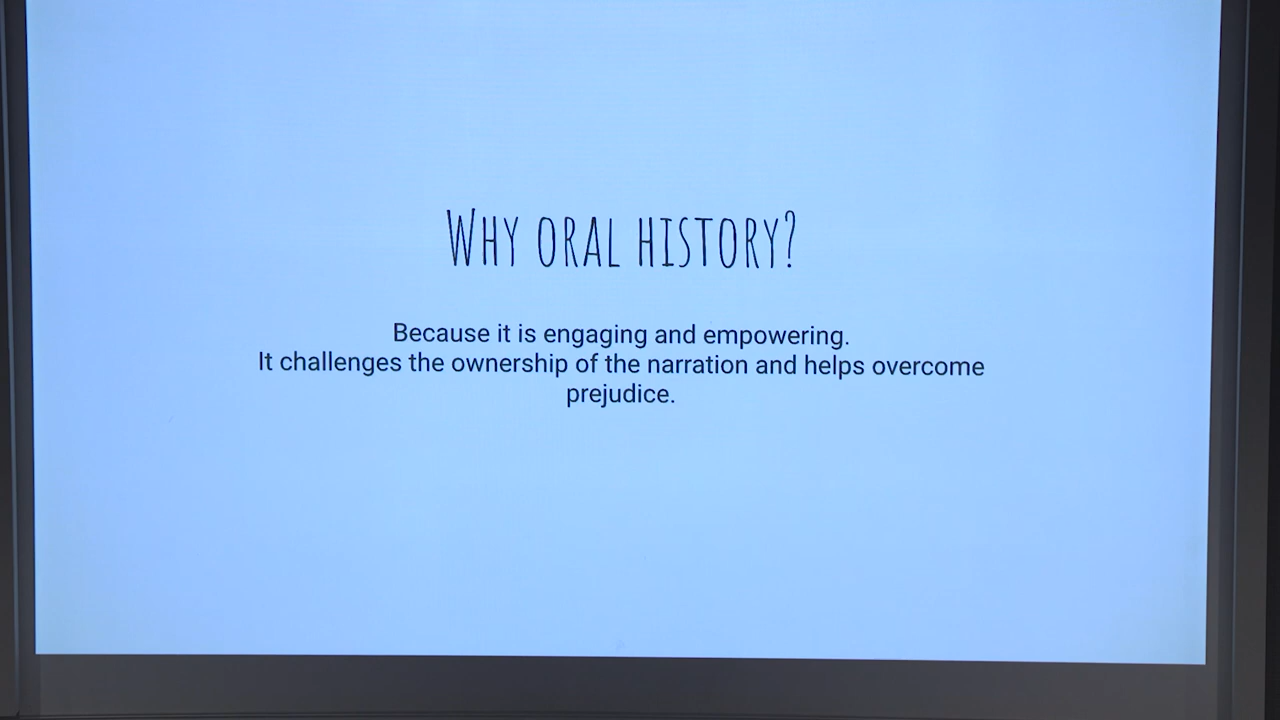 Why oral history?
Because it is engaging and empowering.
It challenges the ownership of the narration and helps overcome
prejudice.